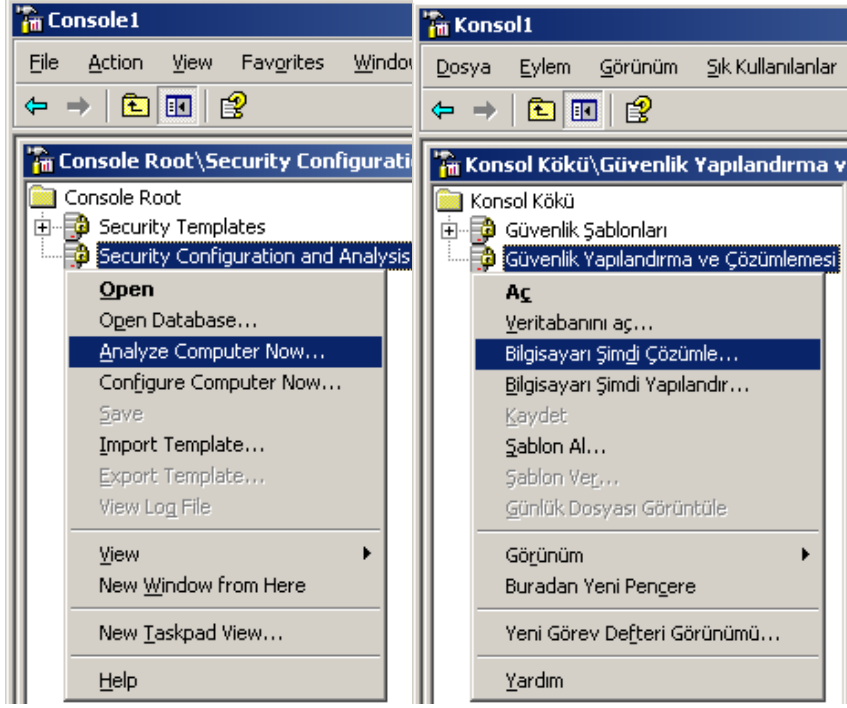 Console1
File Action View Favorites Windo
Console Root\Security Configurati
Console Root
Security Templates
Security Configuration and Analysis
Open
Open Database...
Analyze Computer Now...
Configure Computer Now...
Save
Import Template...
Export Template...
View Log File
View
New Window from Here
New Taskpad View...
Help
Konsol1
Dosya Eylem Görünüm Sık Kullanılanlar
Konsol Kökü\Güvenlik Yapılandırma v
Konsol Kökü
Güvenlik Şablonları
Güvenlik Yapılandırma ve Çözümlemesi
Aç
Veritabanını aç...
Bilgisayarı Şimdi Çözümle...
Bilgisayarı Şimdi Yapılandır...
Kaydet
Şablon Al...
Şablon Ver...
Günlük Dosyası Görüntüle
Görünüm
Buradan Yeni Pencere
Yeni Görev Defteri Görünümü...
Yardım